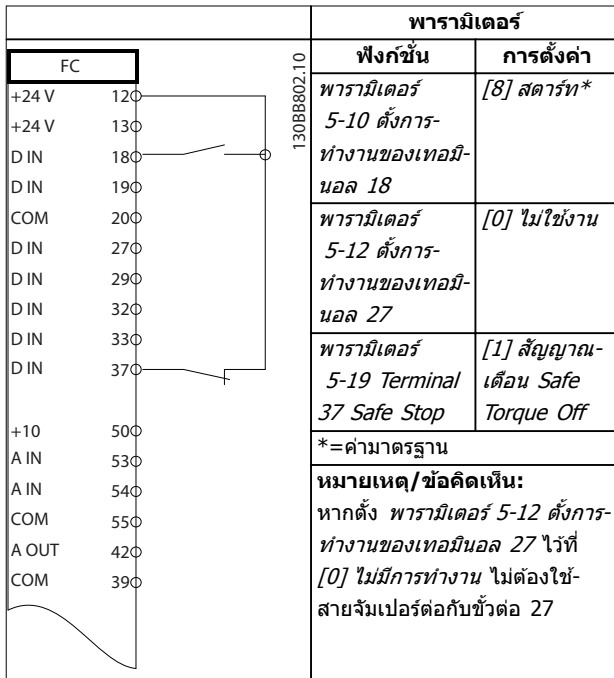 FC
+24 V 12
+24 V 13
D IN 18
D IN 19
COM 20
D IN 27
D IN 29
D IN 32
D IN 33
D IN 37
+10 50
A IN 53
A IN 54
COM 55
A OUT 42
COM 39
130BB802.10
พารามิเตอร์
ฟังก์ชั่น การตั้งค่า
พารามิเตอร์ [8] สตาร์ท*
5-10 ตั้งการ-
ทำงานของเทอมิ-
นอล 18
พารามิเตอร์ [0] ไม่ใช้งาน
5-12 ตั้งการ-
ทำงานของเทอมิ-
นอล 27
พารามิเตอร์ [1] สัญญาณ-
5-19 Terminal เตือน Safe
37 Safe Stop Torque Off
*=ค่ามาตรฐาน
หมายเหตุ/ข้อคิดเห็น:
หากตั้ง พารามิเตอร์ 5-12 ตั้งการ-
ทำงานของเทอมินอล 27 ไว้ที่
[0] ไม่มีการทำงาน ไม่ต้องใช้-
สายจัมเปอร์ต่อกับขั้วต่อ 27